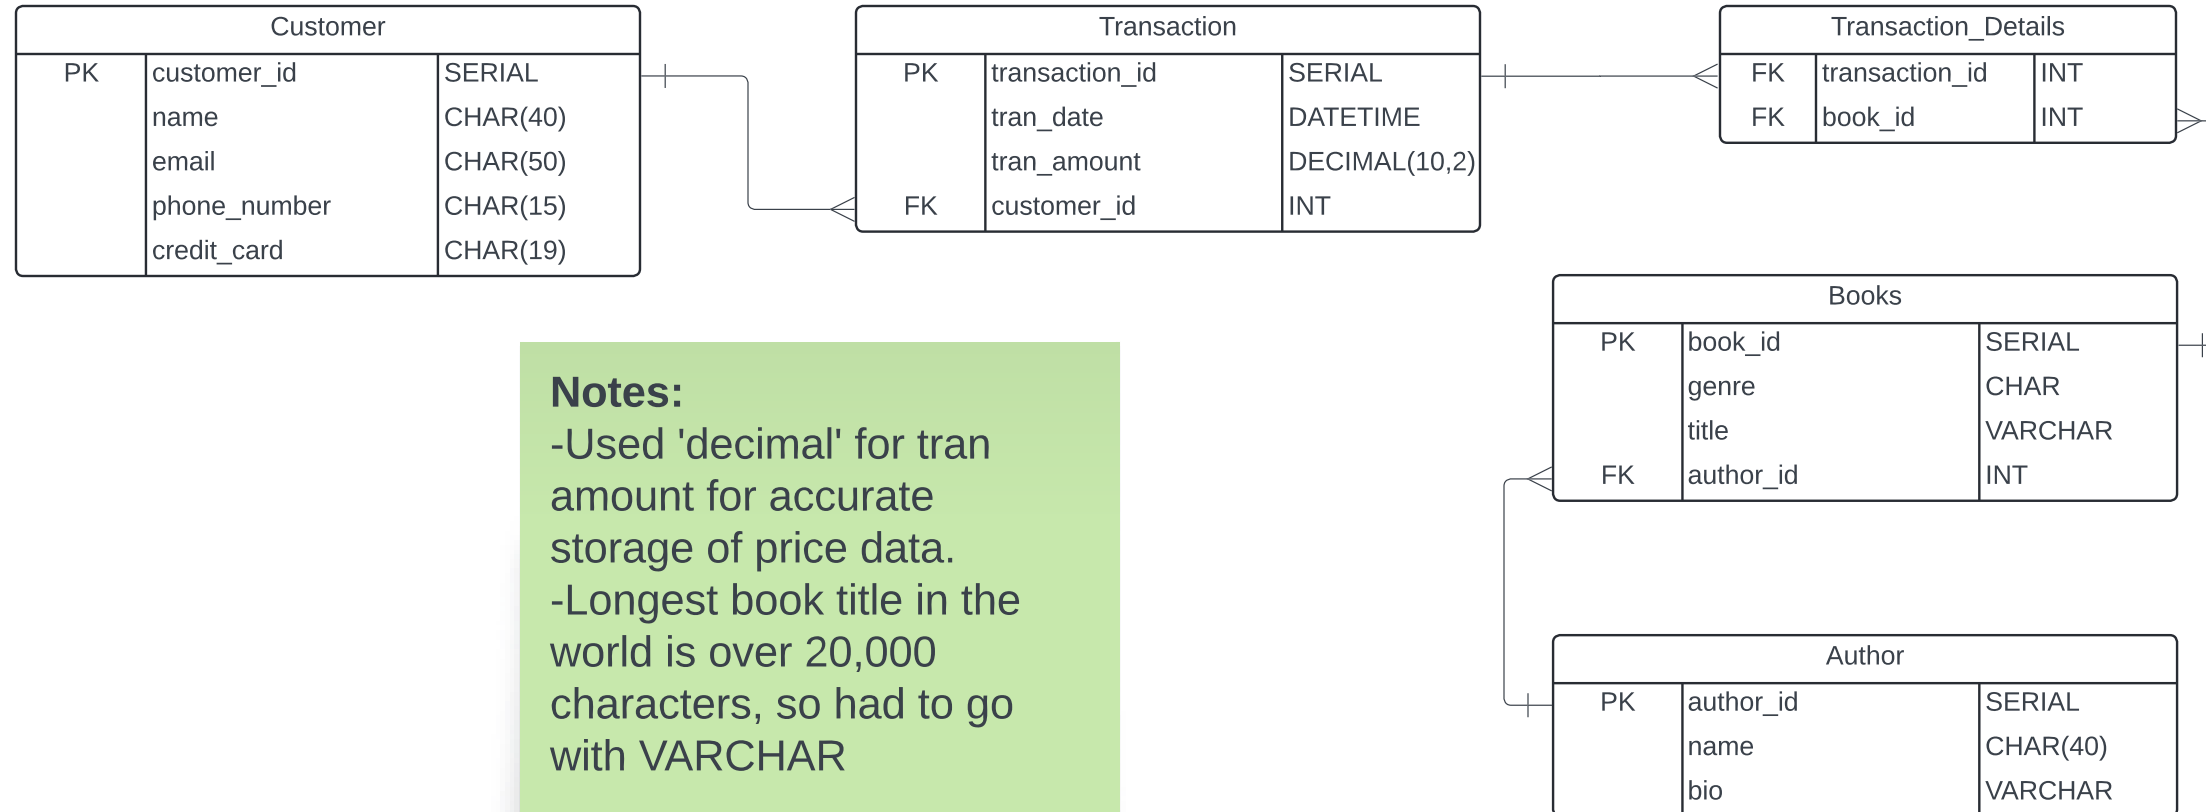 Customer
PK customer_id SERIAL
name CHAR(40)
email CHAR(50)
phone_number CHAR(15)
credit_card CHAR(19)
Transaction
PK transaction_id SERIAL
tran_date DATETIME
tran_amount DECIMAL(10,2)
FK customer_id INT
Transaction_Details
FK transaction_id INT
FK book_id INT
Books
PK book_id SERIAL
genre CHAR
title VARCHAR
FK author_id INT
Author
PK author_id SERIAL
name CHAR(40)
bio VARCHAR
Notes:
-Used 'decimal' for tran
amount for accurate
storage of price data.
-Longest book title in the
world is over 20,000
characters, so had to go
with VARCHAR